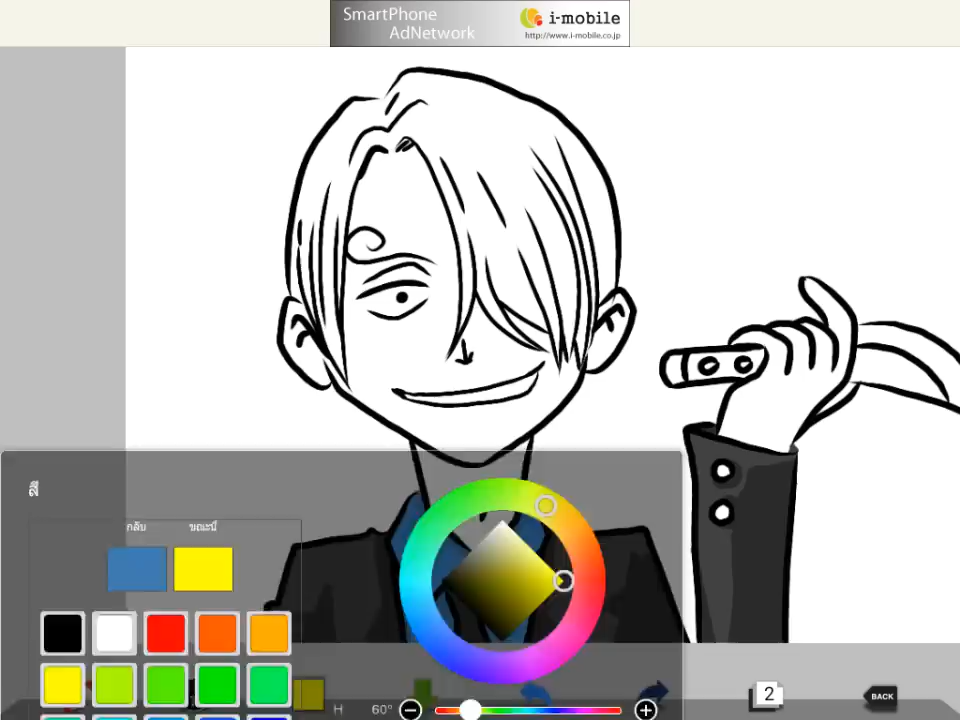 SmartPhone
AdNetwork
i-mobile
http://www.i-mobile.co.jp
สี
กลับ
ขณะนี้
H 60°
2
BACK